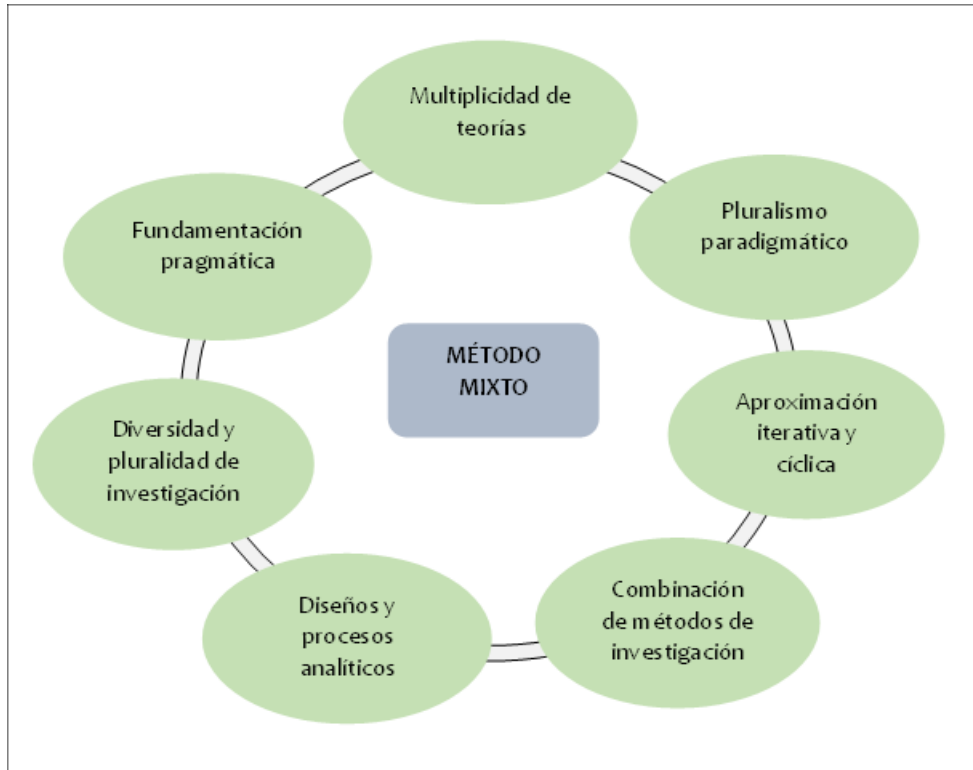 Multiplicidad de
teorías
Pluralismo
paradigmático
Aproximación
iterativa y
cíclica
Combinación
de métodos de
investigación
Diseños y
procesos
analíticos
Diversidad y
pluralidad de
investigación
Fundamentación
pragmática
MÉTODO
MIXTO